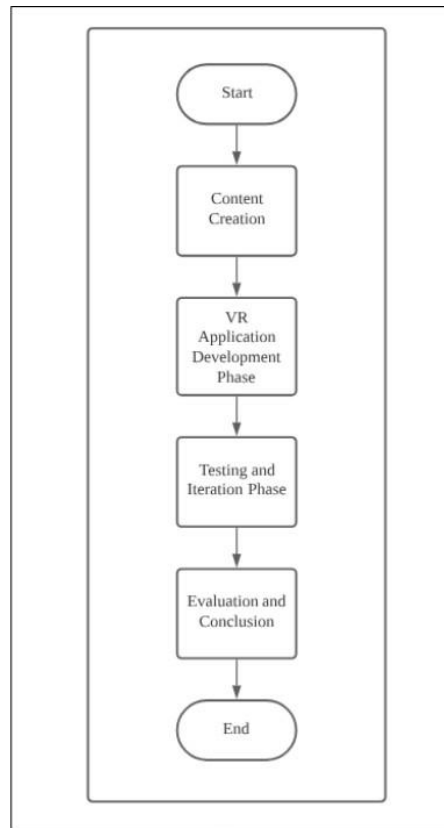 Start
Content
Creation
VR
Application
Development
Phase
Testing and
Iteration Phase
Evaluation and
Conclusion
End